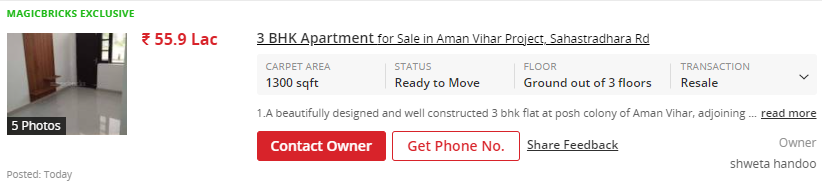 MAGICBRICKS EXCLUSIVE
₹ 55.9 Lac
5 Photos
Posted: Today
3 BHK Apartment for Sale in Aman Vihar Project, Sahastradhara Rd
CARPET AREA
1300 sqft
STATUS
Ready to Move
FLOOR
Ground out of 3 floors
TRANSACTION
Resale
1.A beautifully designed and well constructed 3 bhk flat at posh colony of Aman Vihar, adjoining ... read more
Contact Owner
Get Phone No.
Share Feedback
Owner
shweta handoo